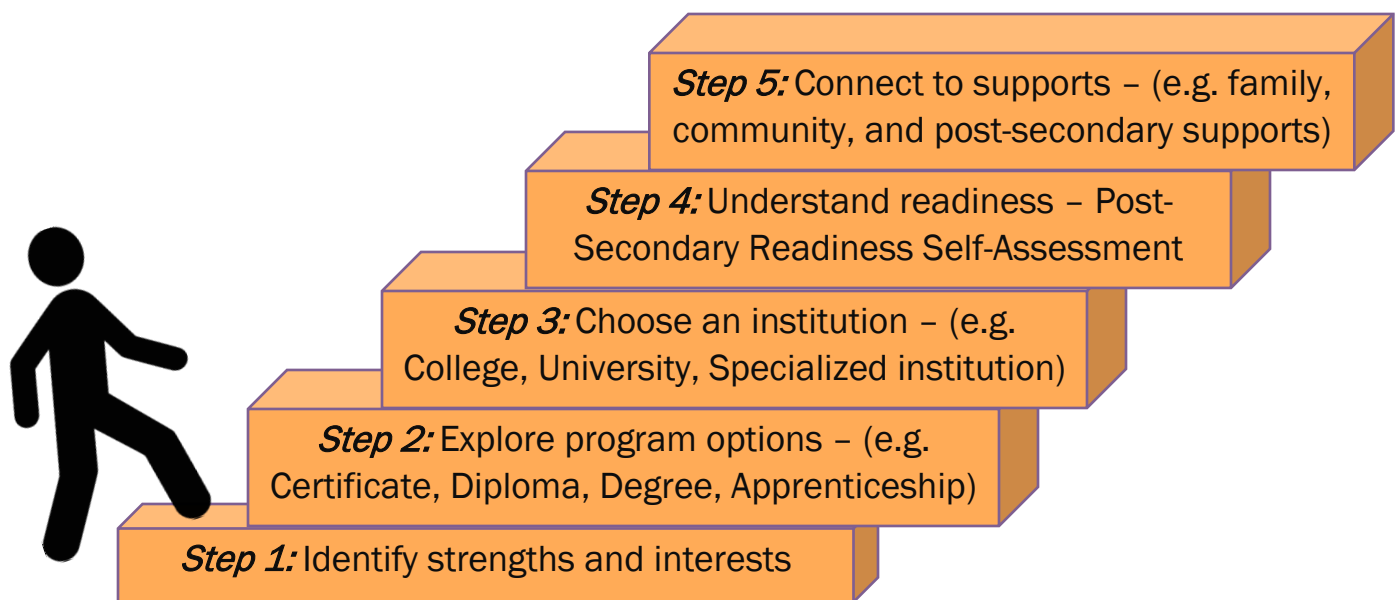 Step 5: Connect to supports – (e.g. family,
community, and post-secondary supports)
Step 4: Understand readiness – Post-
Secondary Readiness Self-Assessment
Step 3: Choose an institution – (e.g.
College, University, Specialized institution)
Step 2: Explore program options – (e.g.
Certificate, Diploma, Degree, Apprenticeship)
Step 1: Identify strengths and interests